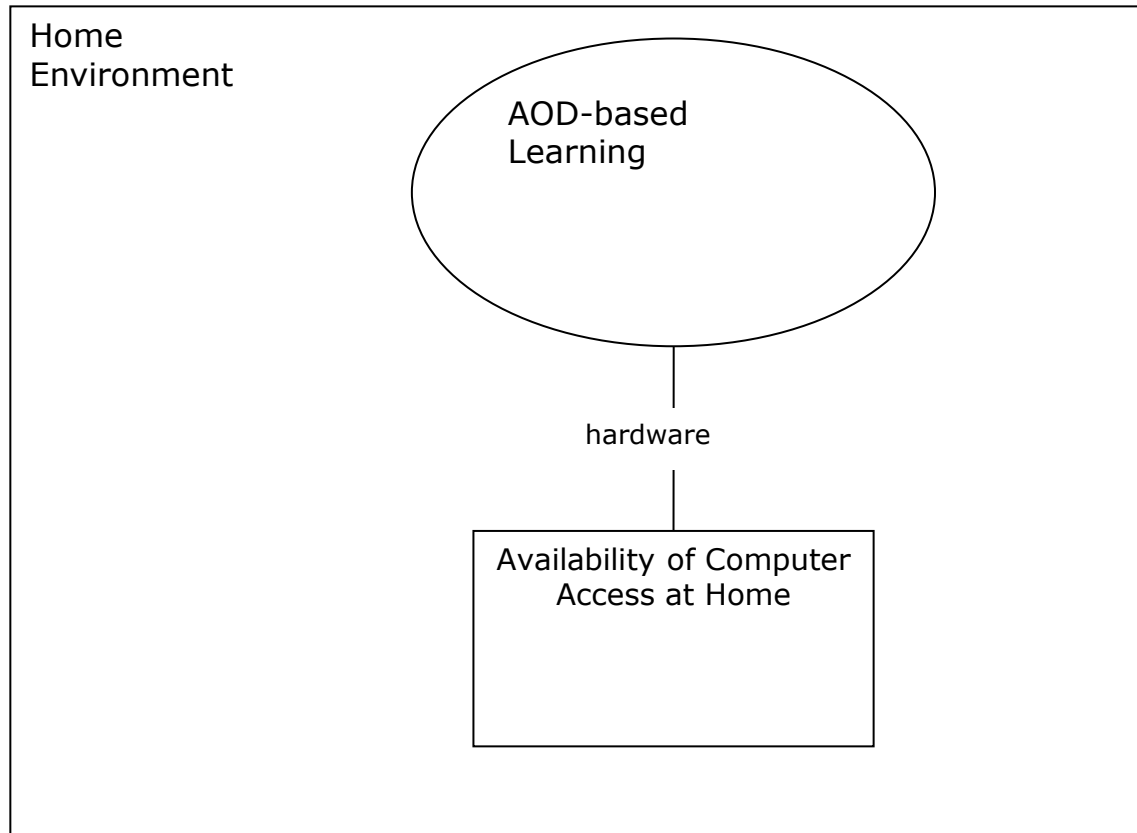 Home
Environment
AOD-based
Learning
hardware
Availability of Computer
Access at Home